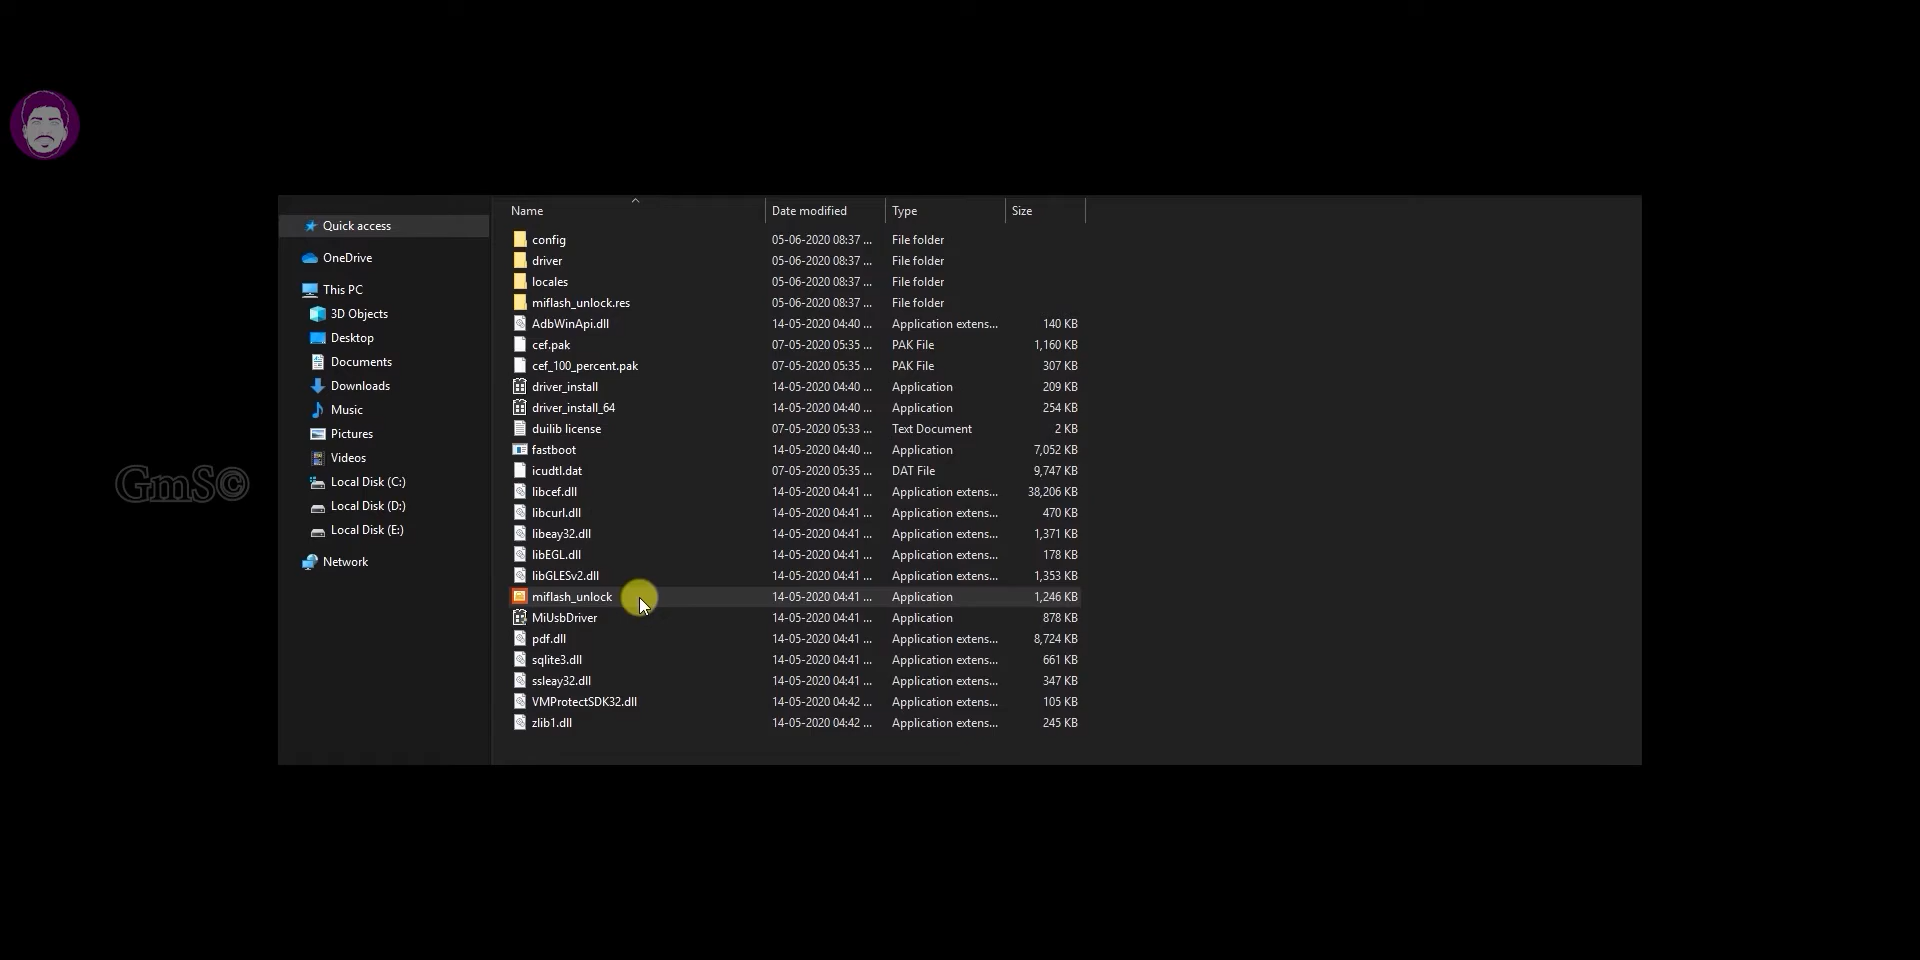 Name Date modified Type Size
Quick access
OneDrive
This PC
3D Objects
Desktop
Documents
Downloads
Music
Pictures
Videos
Local Disk (C:)
Local Disk (D:)
Local Disk (E:)
Network
config 05-06-2020 08:37 ... File folder
driver 05-06-2020 08:37 ... File folder
locales 05-06-2020 08:37 ... File folder
miflash_unlock.res 05-06-2020 08:37 ... File folder
AdbWinApi.dll 14-05-2020 04:40 ... Application extens... 140 KB
cef.pak 07-05-2020 05:35 ... PAK File 1,160 KB
cef_100_percent.pak 07-05-2020 05:35 ... PAK File 307 KB
driver_install 14-05-2020 04:40 ... Application 209 KB
driver_install_64 14-05-2020 04:40 ... Application 254 KB
duilib license 07-05-2020 05:33 ... Text Document 2 KB
fastboot 14-05-2020 04:40 ... Application 7,052 KB
icudtl.dat 07-05-2020 05:35 ... DAT File 9,747 KB
libcef.dll 14-05-2020 04:41 ... Application extens... 38,206 KB
libcurl.dll 14-05-2020 04:41 ... Application extens... 470 KB
libeay32.dll 14-05-2020 04:41 ... Application extens... 1,371 KB
libEGL.dll 14-05-2020 04:41 ... Application extens... 178 KB
libGLESv2.dll 14-05-2020 04:41 ... Application extens... 1,353 KB
miflash_unlock 14-05-2020 04:41 ... Application 1,246 KB
MiUsbDriver 14-05-2020 04:41 ... Application 878 KB
pdf.dll 14-05-2020 04:41 ... Application extens... 8,724 KB
sqlite3.dll 14-05-2020 04:41 ... Application extens... 661 KB
ssleay32.dll 14-05-2020 04:41 ... Application extens... 347 KB
VMProtectSDK32.dll 14-05-2020 04:42 ... Application extens... 105 KB
zlib1.dll 14-05-2020 04:42 ... Application extens... 245 KB
GmS©